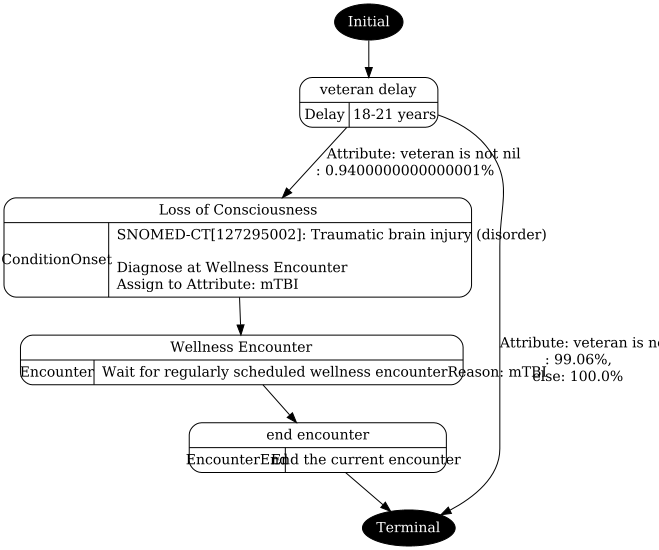 Initial
veteran delay
Delay 18-21 years
Attribute: veteran is not nil
: 0.9400000000000001%
Loss of Consciousness
SNOMED-CT[127295002]: Traumatic brain injury (disorder)
ConditionOnset
Diagnose at Wellness Encounter
Assign to Attribute: mTBI
Wellness Encounter
Attribute: veteran is
: 99.06%,
else: 100.0%
Encounter Wait for regularly scheduled wellness encounterReason: mTBI
end encounter
EncounterEnd End the current encounter
Terminal